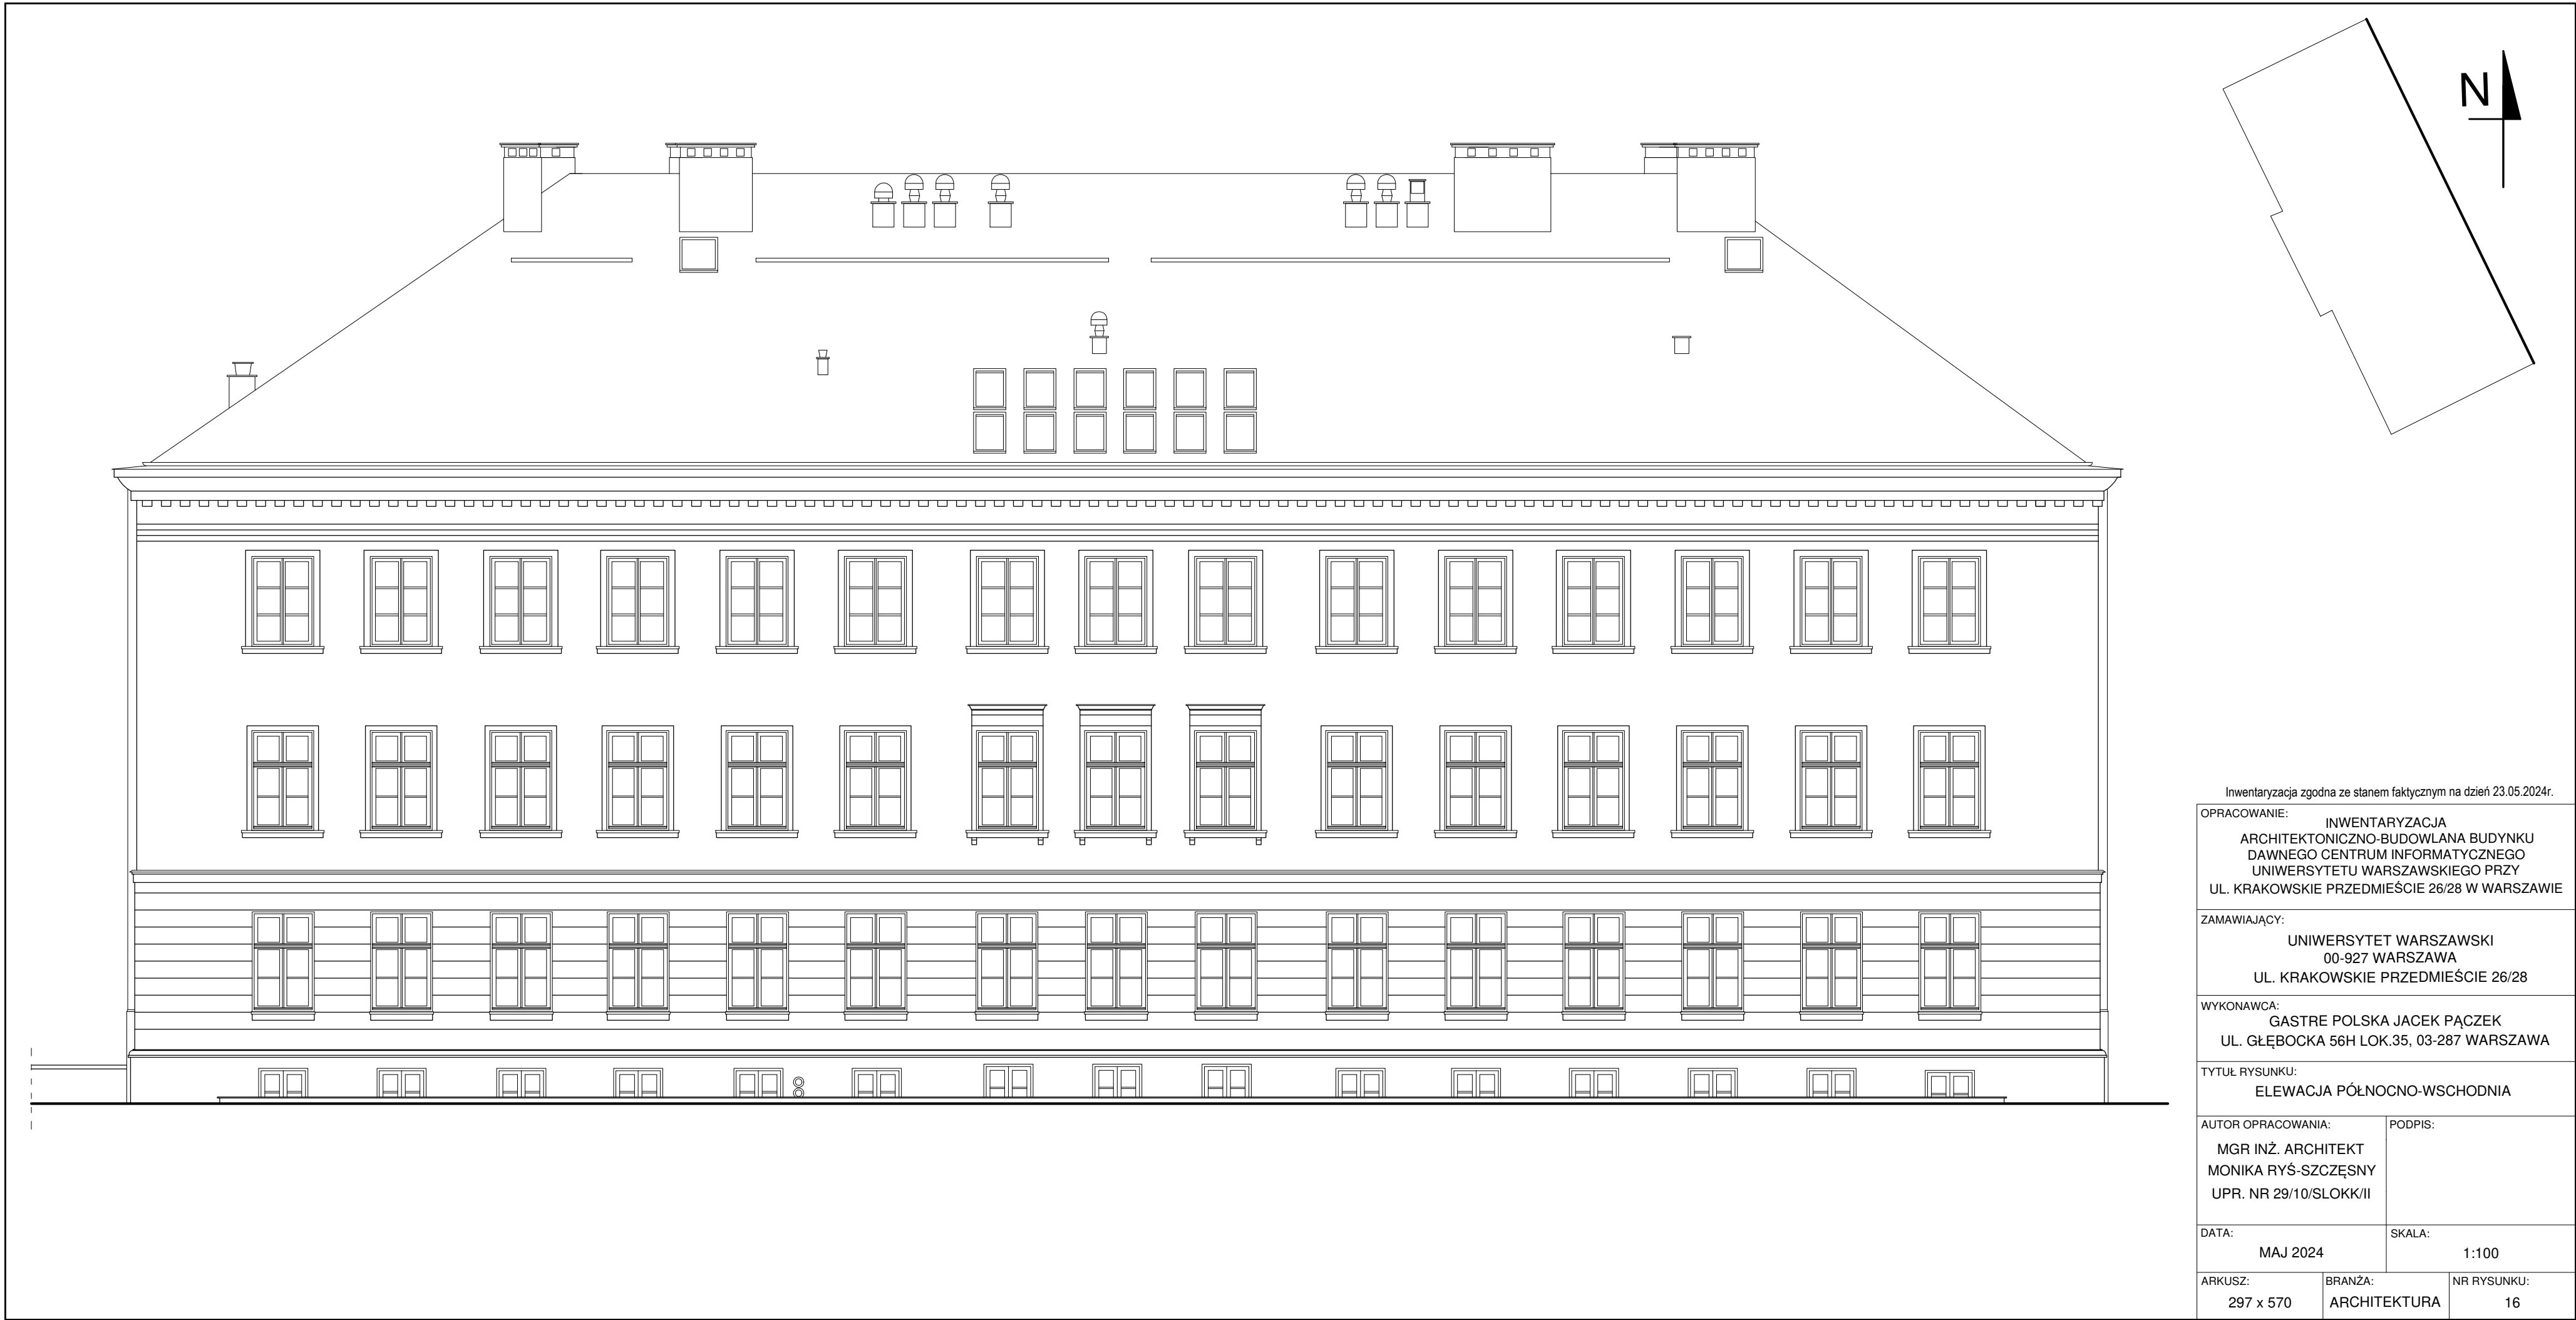 N
Inwentaryzacja zgodna ze stanem faktycznym na dzień 23.05.2024r.
OPRACOWANIE:
INWENTARYZACJA
ARCHITEKTONICZNO-BUDOWLANA BUDYNKU
DAWNEGO CENTRUM INFORMATYCZNEGO
UNIWERSYTETU WARSZAWSKIEGO PRZY
UL. KRAKOWSKIE PRZEDMIEŚCIE 26/28 W WARSZAWIE
ZAMAWIAJĄCY:
UNIWERSYTET WARSZAWSKI
00-927 WARSZAWA
UL. KRAKOWSKIE PRZEDMIEŚCIE 26/28
WYKONAWCA:
GASTRE POLSKA JACEK PĄCZEK
UL. GŁĘBOCKA 56H LOK.35, 03-287 WARSZAWA
TYTUŁ RYSUNKU:
ELEWACJA PÓŁNOCNO-WSCHODNIA
AUTOR OPRACOWANIA:
MGR INŻ. ARCHITEKT
MONIKA RYŚ-SZCZĘSNY
UPR. NR 29/10/SLOKK/II
PODPIS:
DATA:
MAJ 2024
SKALA:
1:100
ARKUSZ:
297 x 570
BRANŻA:
ARCHITEKTURA
NR RYSUNKU:
16